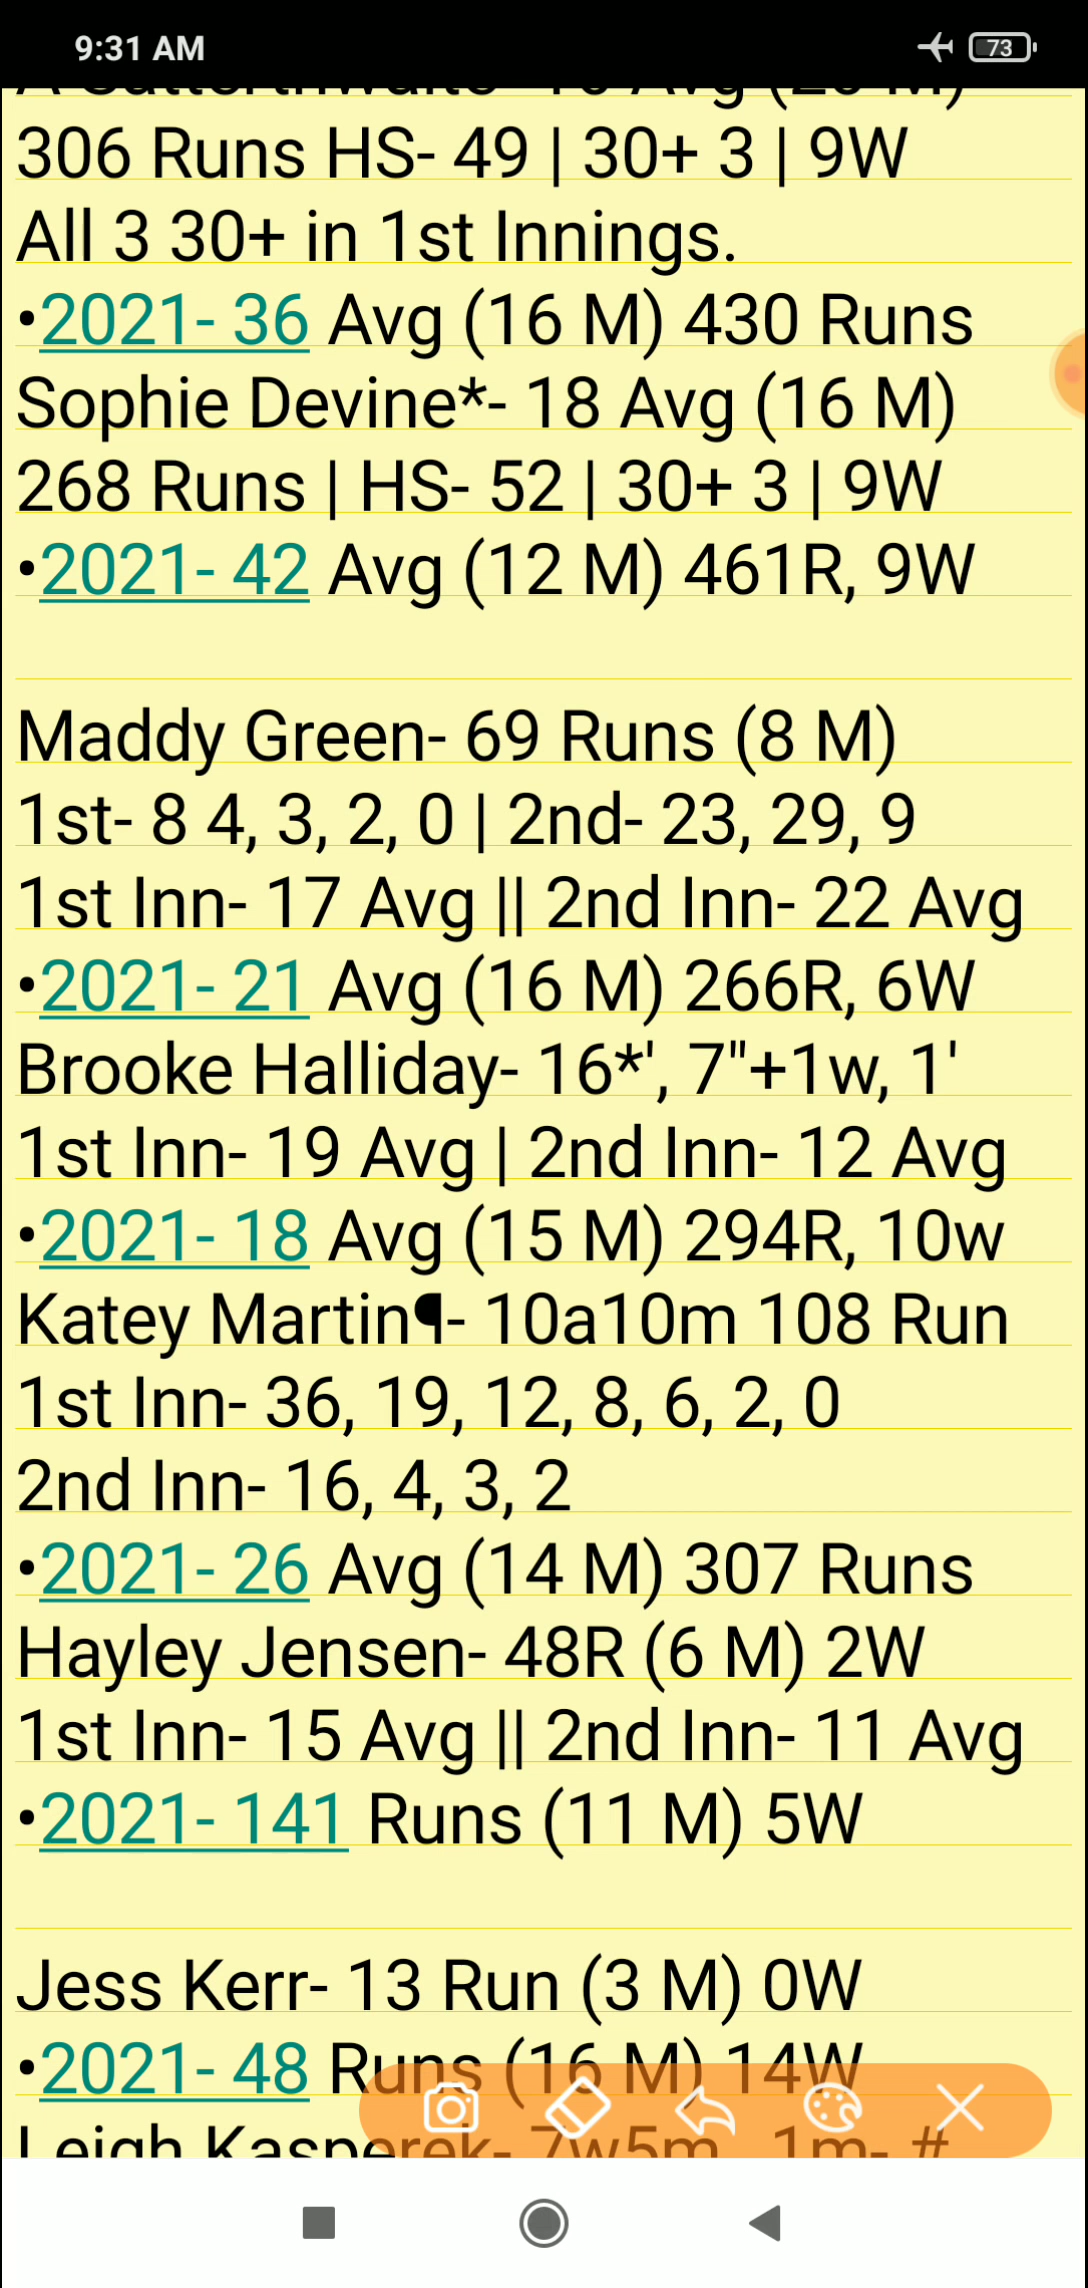 9:31 AM
73
306 Runs HS- 49 | 30+ 3 | 9W
All 3 30+ in 1st Innings.
•2021- 36 Avg (16 M) 430 Runs
Sophie Devine*- 18 Avg (16 M)
268 Runs | HS- 52 | 30+ 3 | 9W
•2021- 42 Avg (12 M) 461R, 9W
Maddy Green- 69 Runs (8 M)
1st- 8 4, 3, 2, 0 | 2nd- 23, 29, 9
1st Inn- 17 Avg || 2nd Inn- 22 Avg
•2021- 21 Avg (16 M) 266R, 6W
Brooke Halliday- 16*', 7"+1w, 1'
1st Inn- 19 Avg | 2nd Inn- 12 Avg
•2021- 18 Avg (15 M) 294R, 10w
Katey Martin¶- 10a10m 108 Run
1st Inn- 36, 19, 12, 8, 6, 2, 0
2nd Inn- 16, 4, 3, 2
•2021- 26 Avg (14 M) 307 Runs
Hayley Jensen- 48R (6 M) 2W
1st Inn- 15 Avg || 2nd Inn- 11 Avg
•2021- 141 Runs (11 M) 5W
Jess Kerr- 13 Run (3 M) 0W
•2021- 48 Runs (16 M) 14W
Leigh Kasperek- 7w5m 1m- #